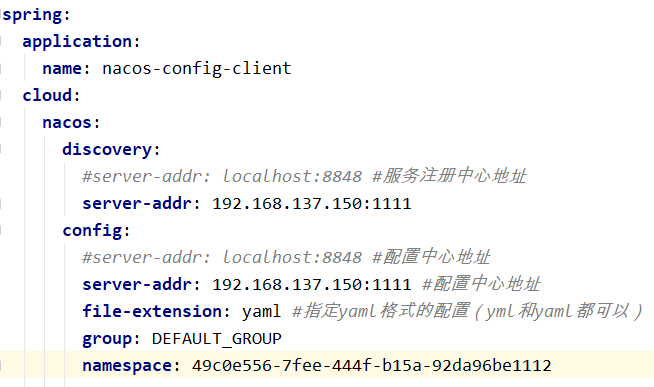 spring:
  application:
    name: nacos-config-client
  cloud:
    nacos:
      discovery:
        #server-addr: localhost:8848 #服务注册中心地址
        server-addr: 192.168.137.150:1111
      config:
        #server-addr: localhost:8848 #配置中心地址
        server-addr: 192.168.137.150:1111 #配置中心地址
        file-extension: yaml #指定yaml格式的配置（yml和yaml都可以）
        group: DEFAULT_GROUP
        namespace: 49c0e556-7fee-444f-b15a-92da96be1112